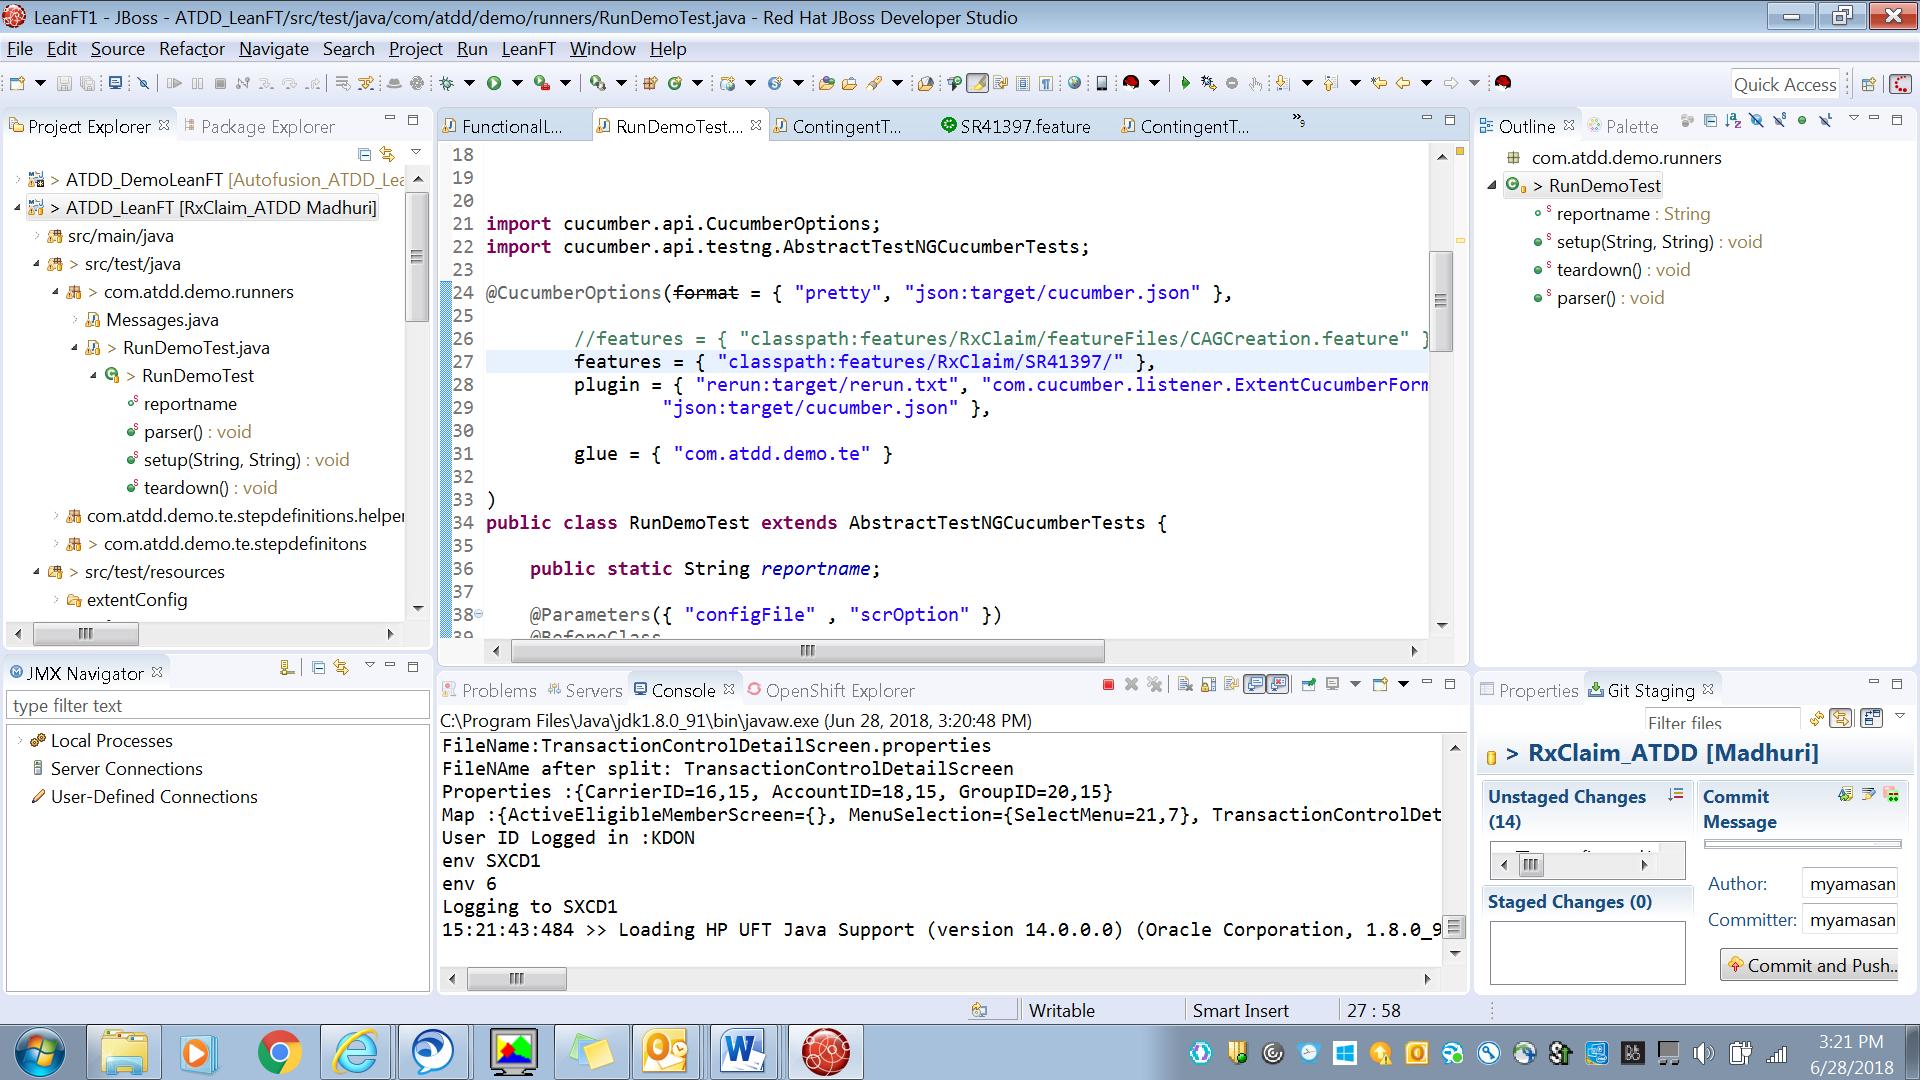 LeanFT1 - JBoss - ATDD_LeanFT/src/test/java/com/atdd/demo/runners/RunDemoTest.java - Red Hat JBoss Developer Studio
File Edit Source Refactor Navigate Search Project Run LeanFT Window Help
Quick Access
Project Explorer Package Explorer
> ATDD_DemoLeanFT [Autofusion_ATDD_Lea
> ATDD_LeanFT [RxClaim_ATDD Madhuri]
src/main/java
> src/test/java
> com.atdd.demo.runners
Messages.java
> RunDemoTest.java
> RunDemoTest
reportname
parser() : void
setup(String, String) : void
teardown() : void
com.atdd.demo.te.stepdefinitions.helper
> com.atdd.demo.te.stepdefinitons
> src/test/resources
extentConfig
FunctionalL... RunDemoTest.... ContingentT... SR41397.feature ContingentT... »9
18
19
20
21 import cucumber.api.CucumberOptions;
22 import cucumber.api.testng.AbstractTestNGCucumberTests;
23
24 @CucumberOptions(format = { "pretty", "json:target/cucumber.json" },
25
26 //features = { "classpath:features/RxClaim/featureFiles/CAGCreation.feature" }
27 features = { "classpath:features/RxClaim/SR41397/" },
28 plugin = { "rerun:target/rerun.txt", "com.cucumber.listener.ExtentCucumberForm
29 "json:target/cucumber.json" },
30
31 glue = { "com.atdd.demo.te" }
32
33 )
34 public class RunDemoTest extends AbstractTestNGCucumberTests {
35
36 public static String reportname;
37
38 @Parameters({ "configFile" , "scrOption" })
39 @BeforeClass
Outline Palette
com.atdd.demo.runners
> RunDemoTest
reportname : String
setup(String, String) : void
teardown() : void
parser() : void
JMX Navigator
type filter text
Local Processes
Server Connections
User-Defined Connections
Problems Servers Console OpenShift Explorer
C:\Program Files\Java\jdk1.8.0_91\bin\javaw.exe (Jun 28, 2018, 3:20:48 PM)
FileName:TransactionControlDetailScreen.properties
FileNAme after split: TransactionControlDetailScreen
Properties :{CarrierID=16,15, AccountID=18,15, GroupID=20,15}
Map :{ActiveEligibleMemberScreen={}, MenuSelection={SelectMenu=21,7}, TransactionControlDet
User ID Logged in :KDON
env SXCD1
env 6
Logging to SXCD1
15:21:43:484 >> Loading HP UFT Java Support (version 14.0.0.0) (Oracle Corporation, 1.8.0_9
Properties Git Staging
Filter files
> RxClaim_ATDD [Madhuri]
Unstaged Changes (14)
Staged Changes (0)
Commit Message
Author: myamasan
Committer: myamasan
Commit and Push...
Writable Smart Insert 27 : 58
3:21 PM
6/28/2018